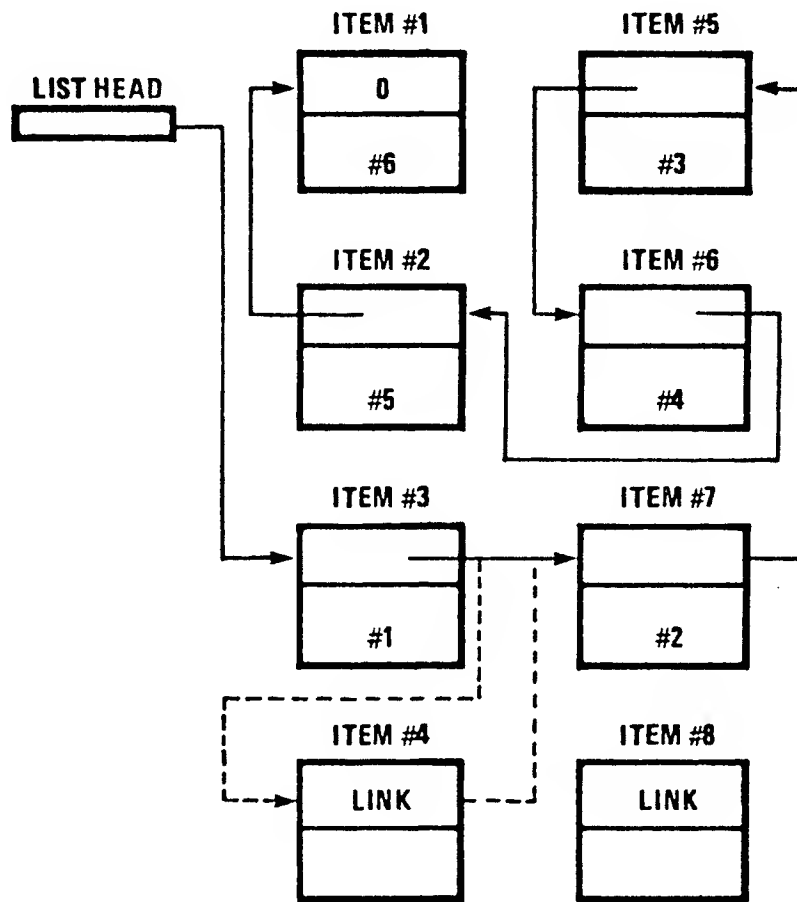 ITEM #1 ITEM #5
LIST HEAD
0
#6 #3
ITEM #2 ITEM #6
#5 #4
ITEM #3 ITEM #7
#1 #2
ITEM #4 ITEM #8
LINK LINK